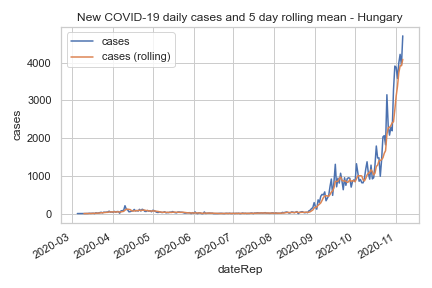 New COVID-19 daily cases and 5 day rolling mean - Hungary
cases
cases (rolling)
cases
4000
3000
2000
1000
0
2020-03
2020-04
2020-05
2020-06
2020-07
2020-08
2020-09
2020-10
2020-11
dateRep